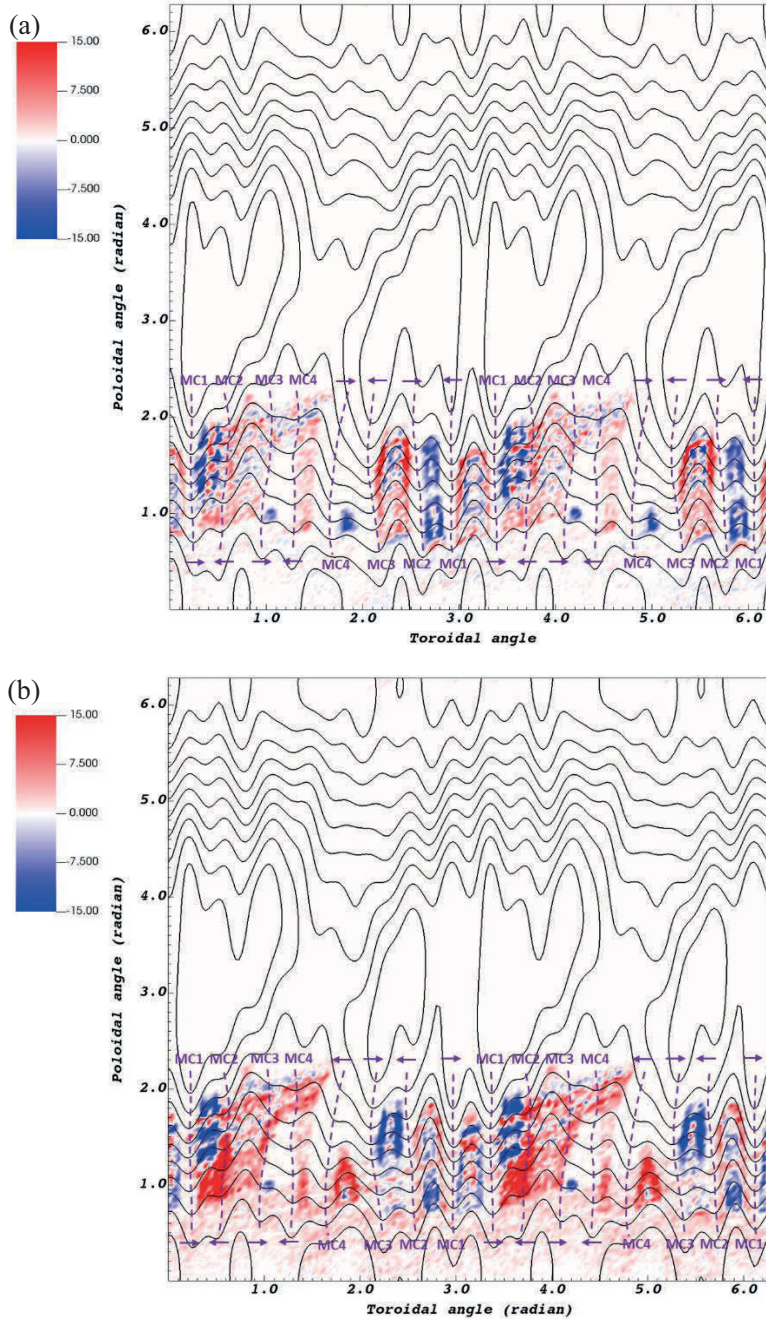 (a)
15.00
7.500
0.000
-7.500
-15.00
6.0
5.0
4.0
3.0
2.0
1.0
Poloidal angle (radian)
MC1 MC2 MC3 MC4 MC1 MC2 MC3 MC4
MC4 MC3 MC2 MC1 MC4 MC3 MC2 MC1
1.0 2.0 3.0 4.0 5.0 6.0
Toroidal angle
(b)
15.00
7.500
0.000
-7.500
-15.00
6.0
5.0
4.0
3.0
2.0
1.0
Poloidal angle (radian)
MC1 MC2 MC3 MC4 MC1 MC2 MC3 MC4
MC4 MC3 MC2 MC1 MC4 MC3 MC2 MC1
1.0 2.0 3.0 4.0 5.0 6.0
Toroidal angle (radian)